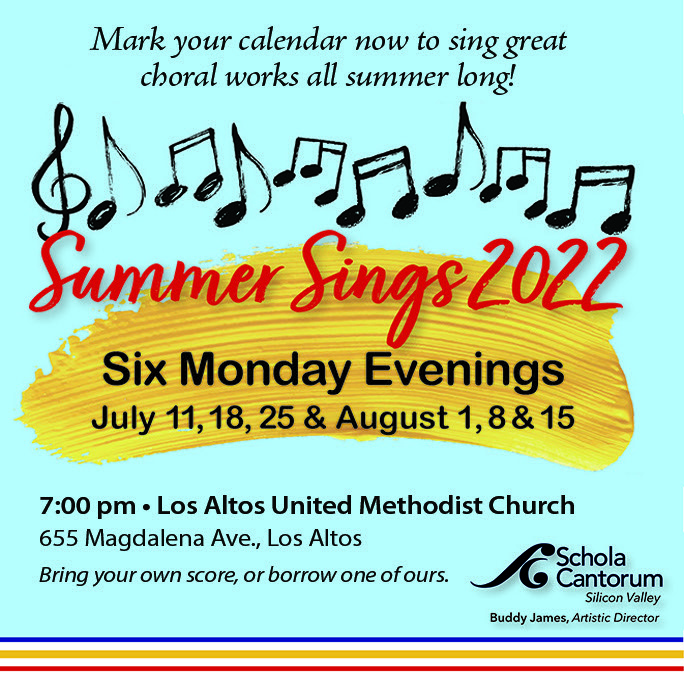 Mark your calendar now to sing great
choral works all summer long!
Summer Sings 2022
Six Monday Evenings
July 11, 18, 25 & August 1, 8 & 15
7:00 pm • Los Altos United Methodist Church
655 Magdalena Ave., Los Altos
Bring your own score, or borrow one of ours.
Schola
Cantorum
Silicon Valley
Buddy James, Artistic Director